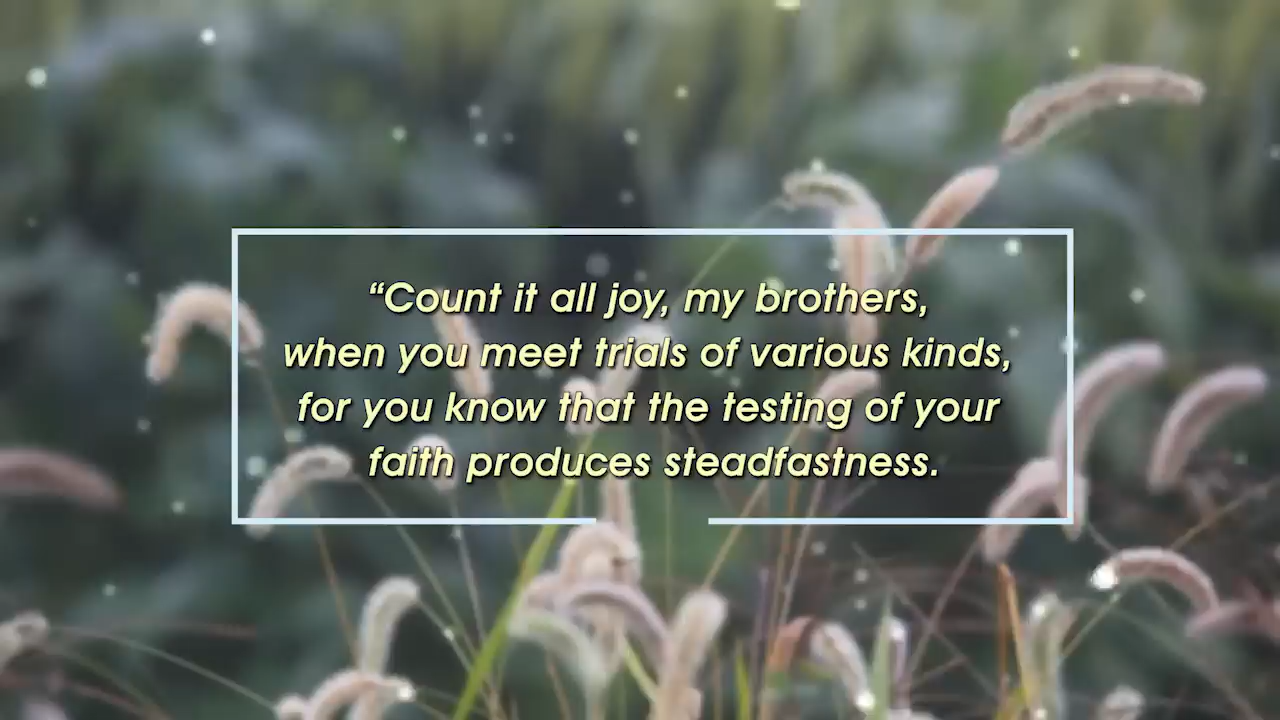 “Count it all joy, my brothers,
when you meet trials of various kinds,
for you know that the testing of your
faith produces steadfastness.